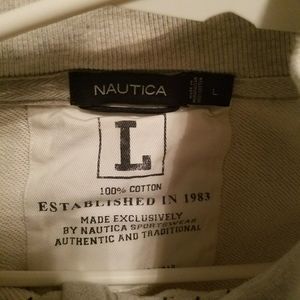 NAUTICA
L
L
100% COTTON
ESTABLISHED IN 1983
MADE EXCLUSIVELY
BY NAUTICA SPORTSWEAR
AUTHENTIC AND TRADITIONAL